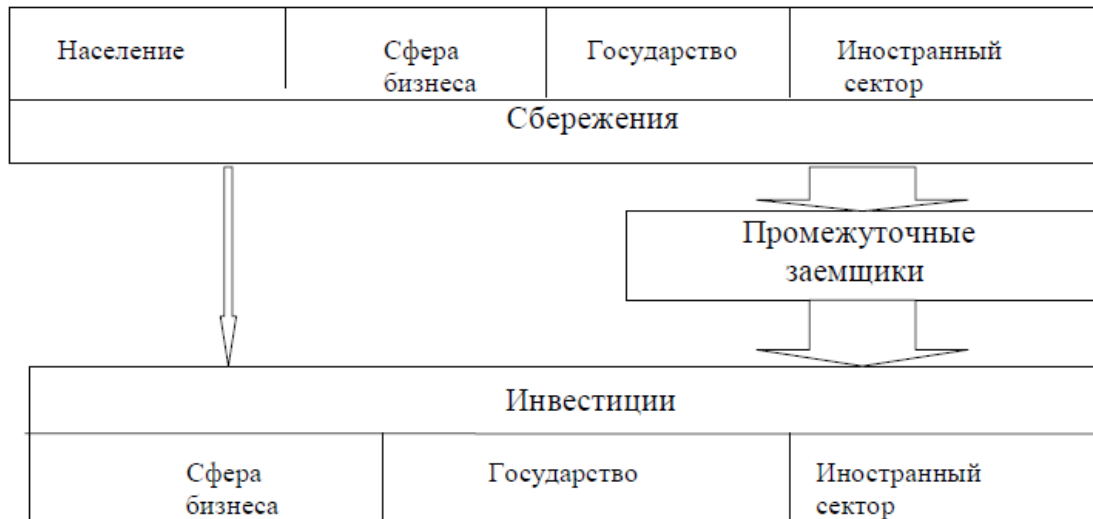 Население
Сфера
бизнеса
Государство
Иностранный
сектор
Сбережения
Промежуточные
заемщики
Инвестиции
Сфера
бизнеса
Государство
Иностранный
сектор